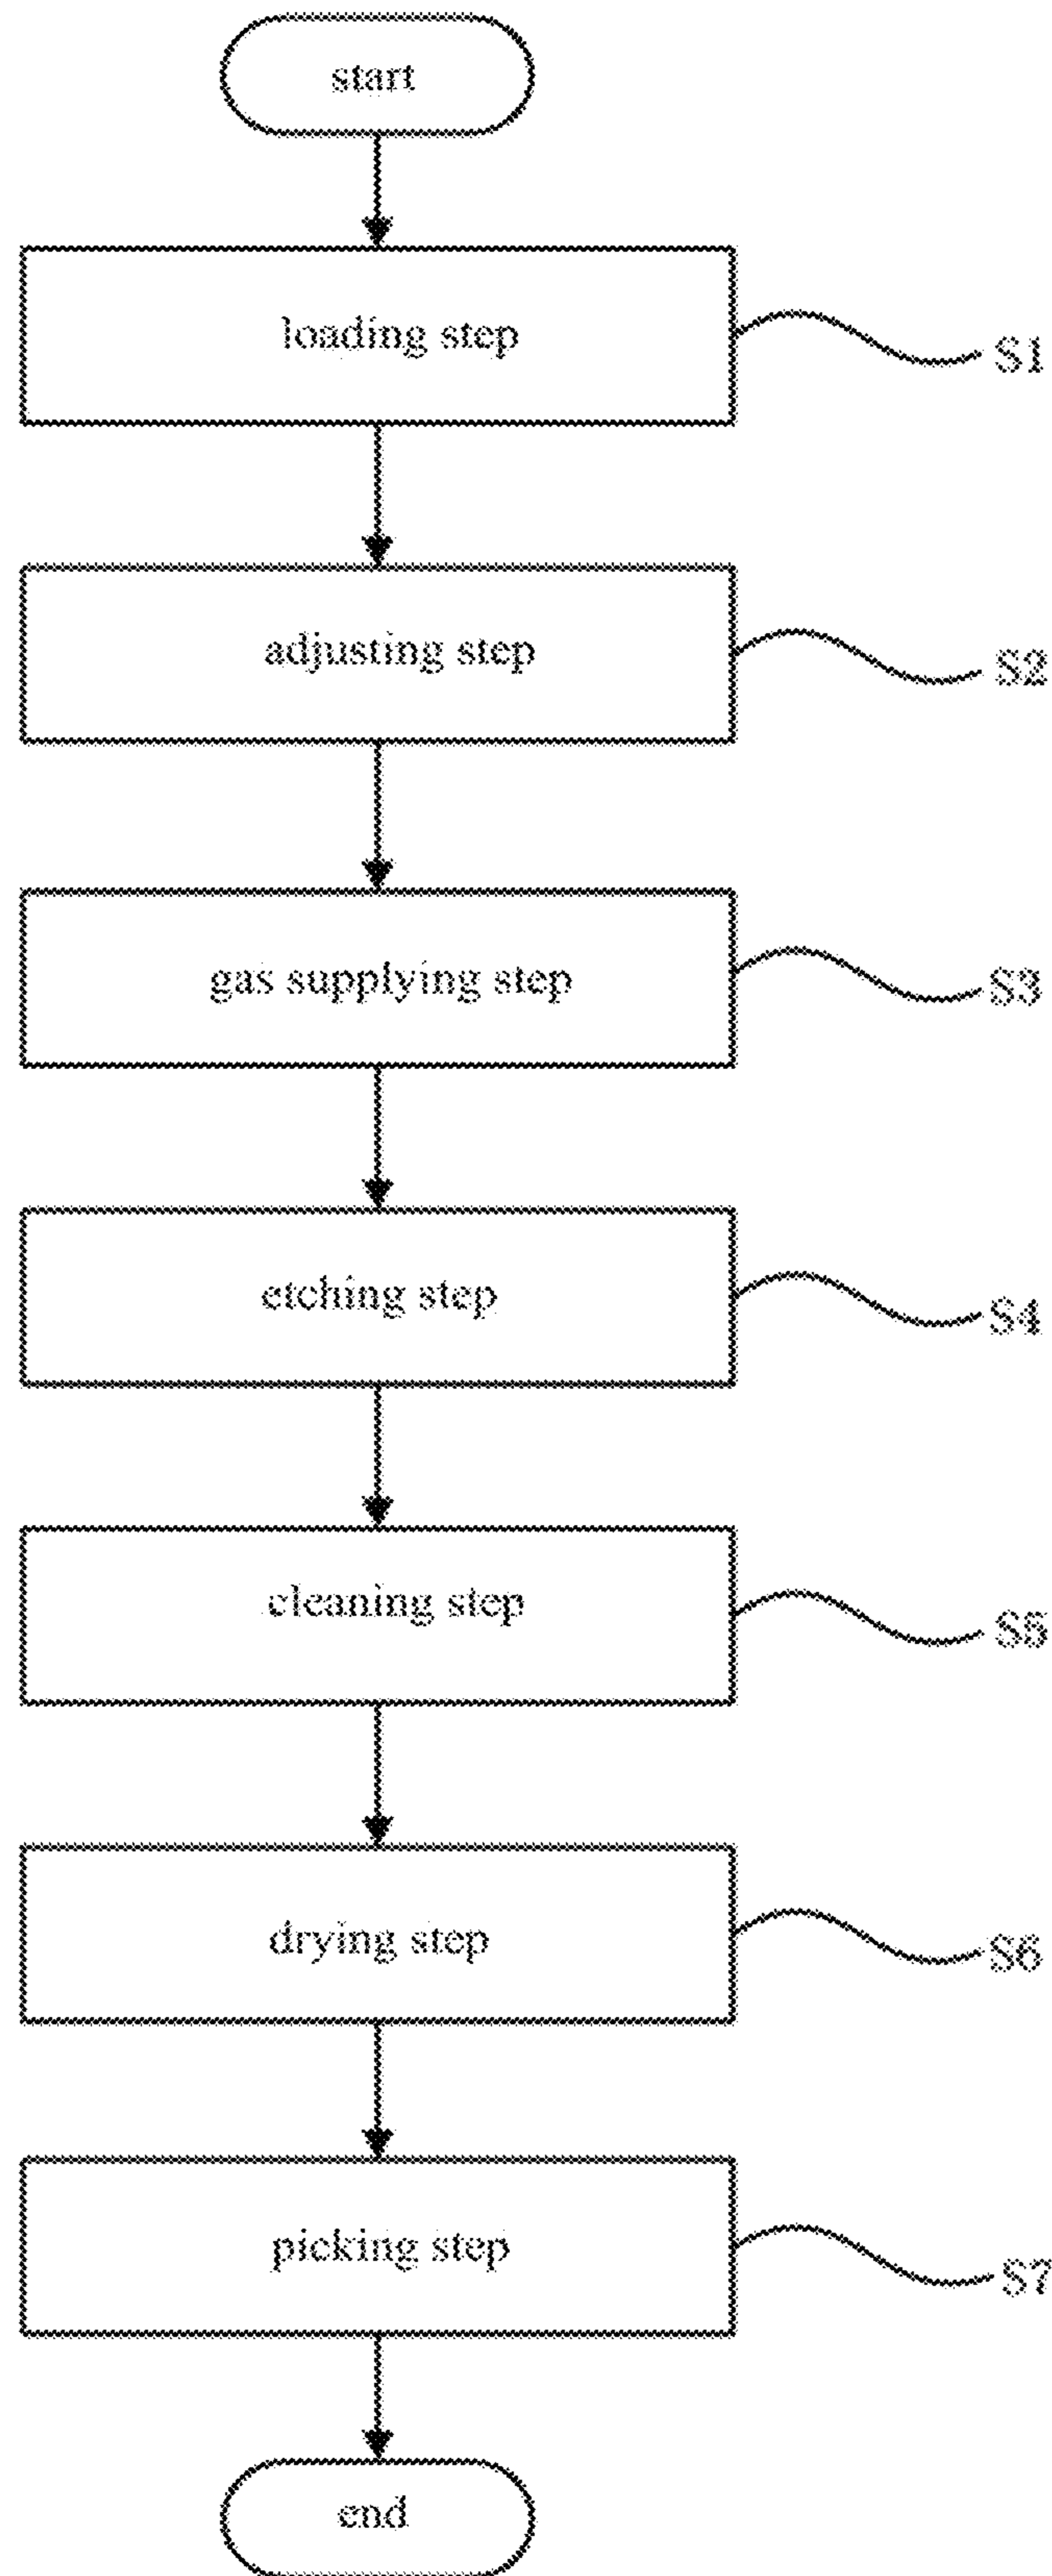 start
loading step
S1
adjusting step
S2
gas supplying step
S3
etching step
S4
cleaning step
S5
drying step
S6
picking step
S7
end